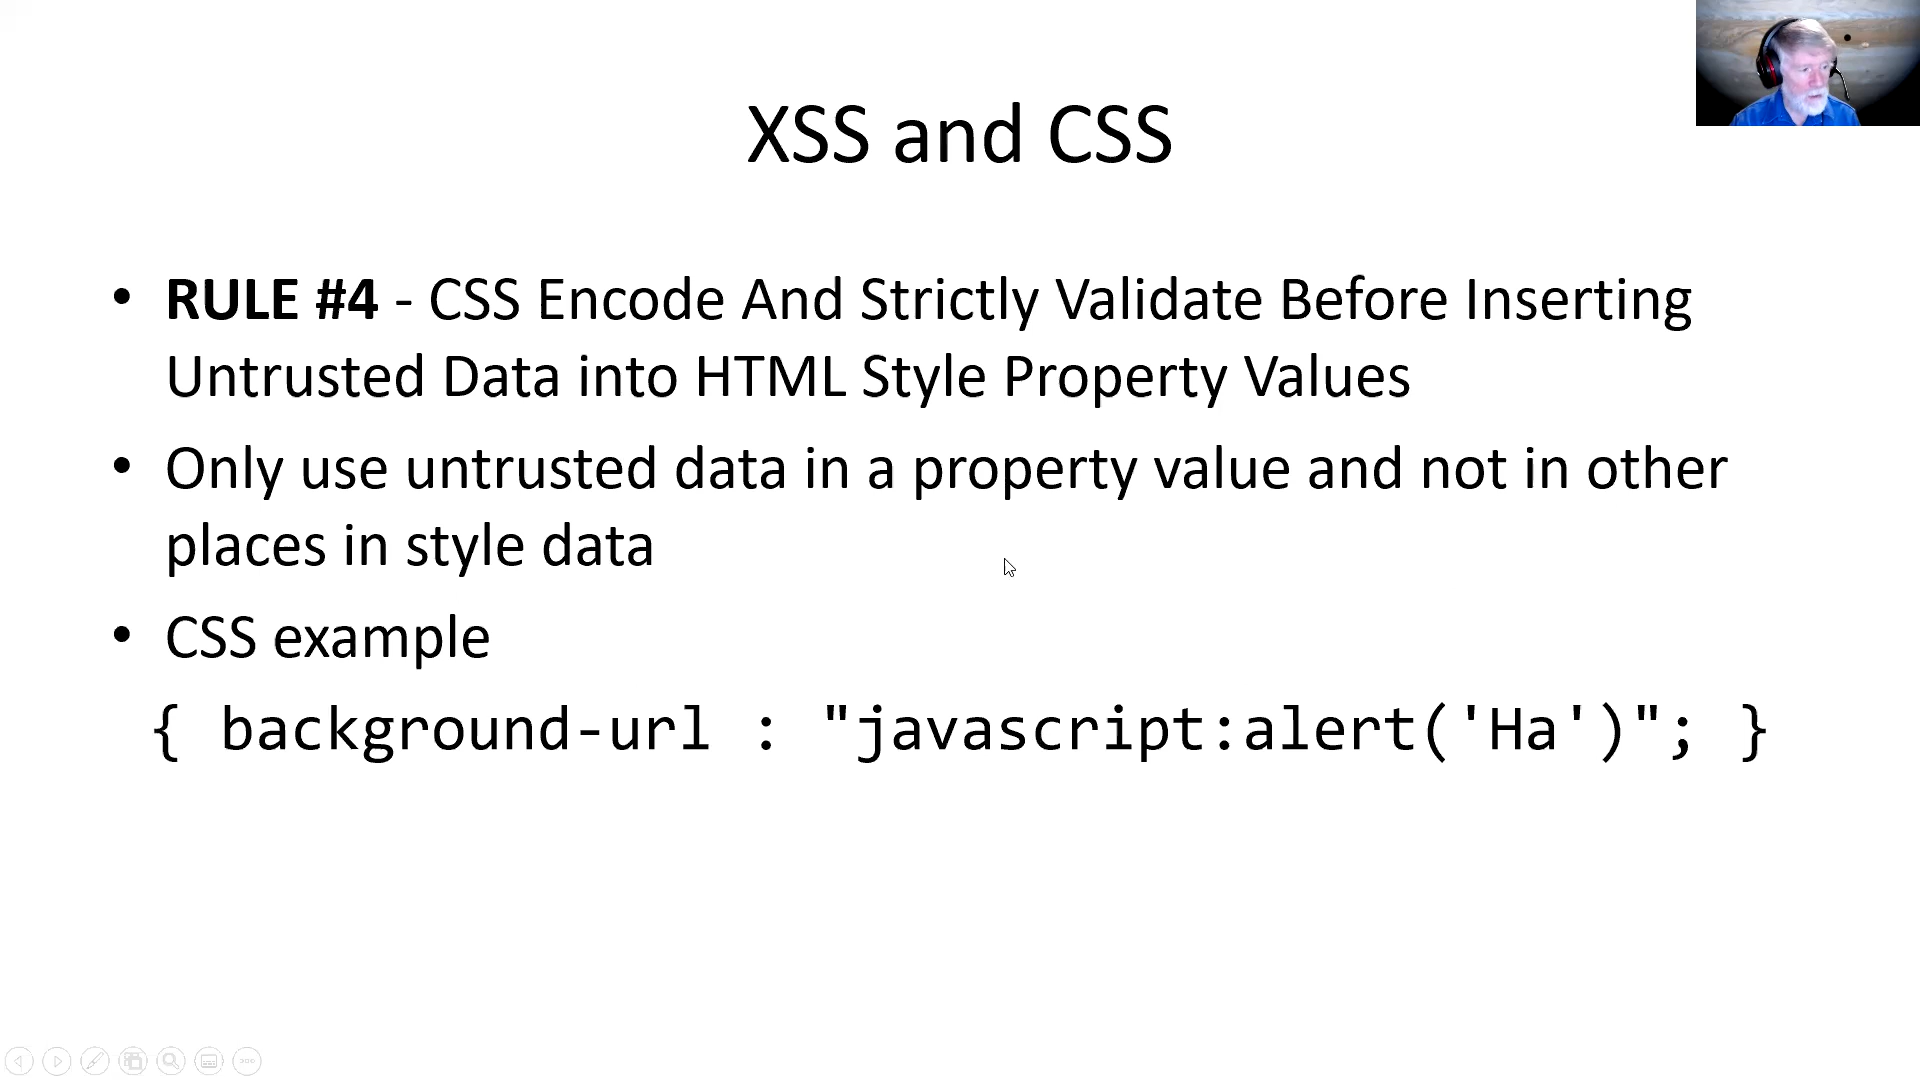 XSS and CSS
• RULE #4 - CSS Encode And Strictly Validate Before Inserting
Untrusted Data into HTML Style Property Values
• Only use untrusted data in a property value and not in other
places in style data
• CSS example
{ background-url : "javascript:alert('Ha')"; }